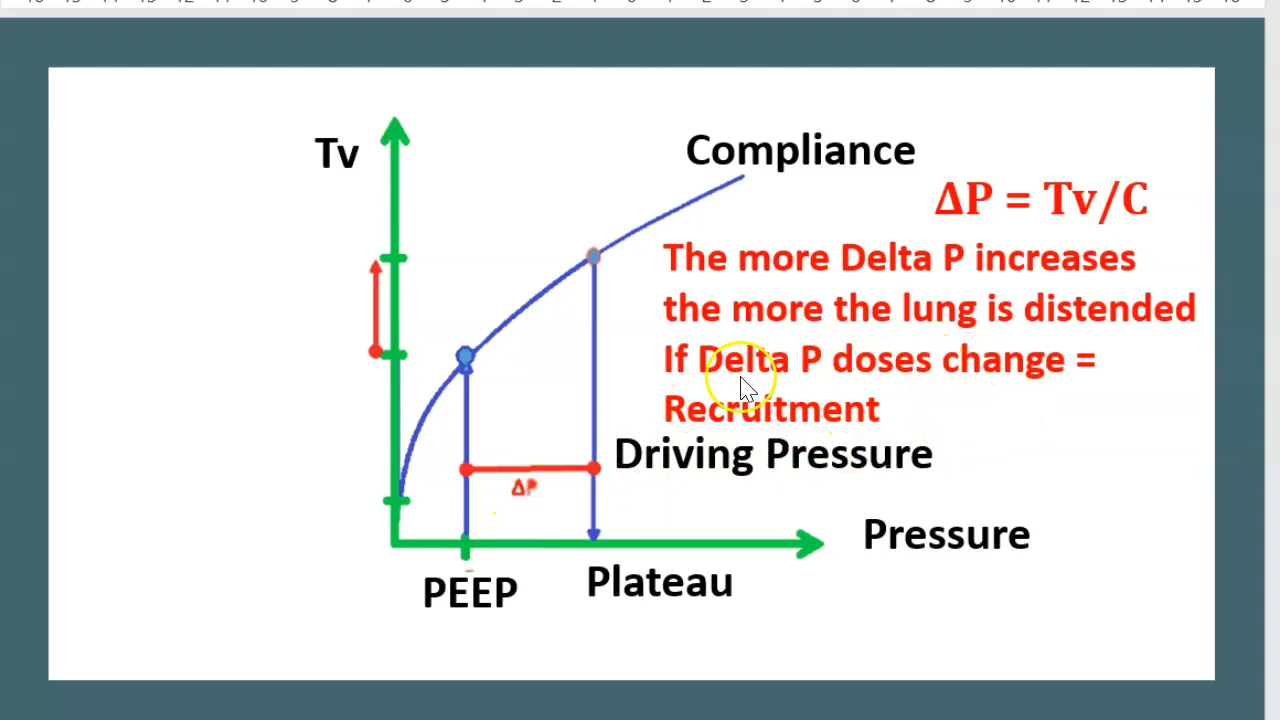 Tv
Compliance
ΔP = Tv/C
The more Delta P increases
the more the lung is distended
If Delta P doses change =
Recruitment
Driving Pressure
ΔP
Pressure
PEEP
Plateau